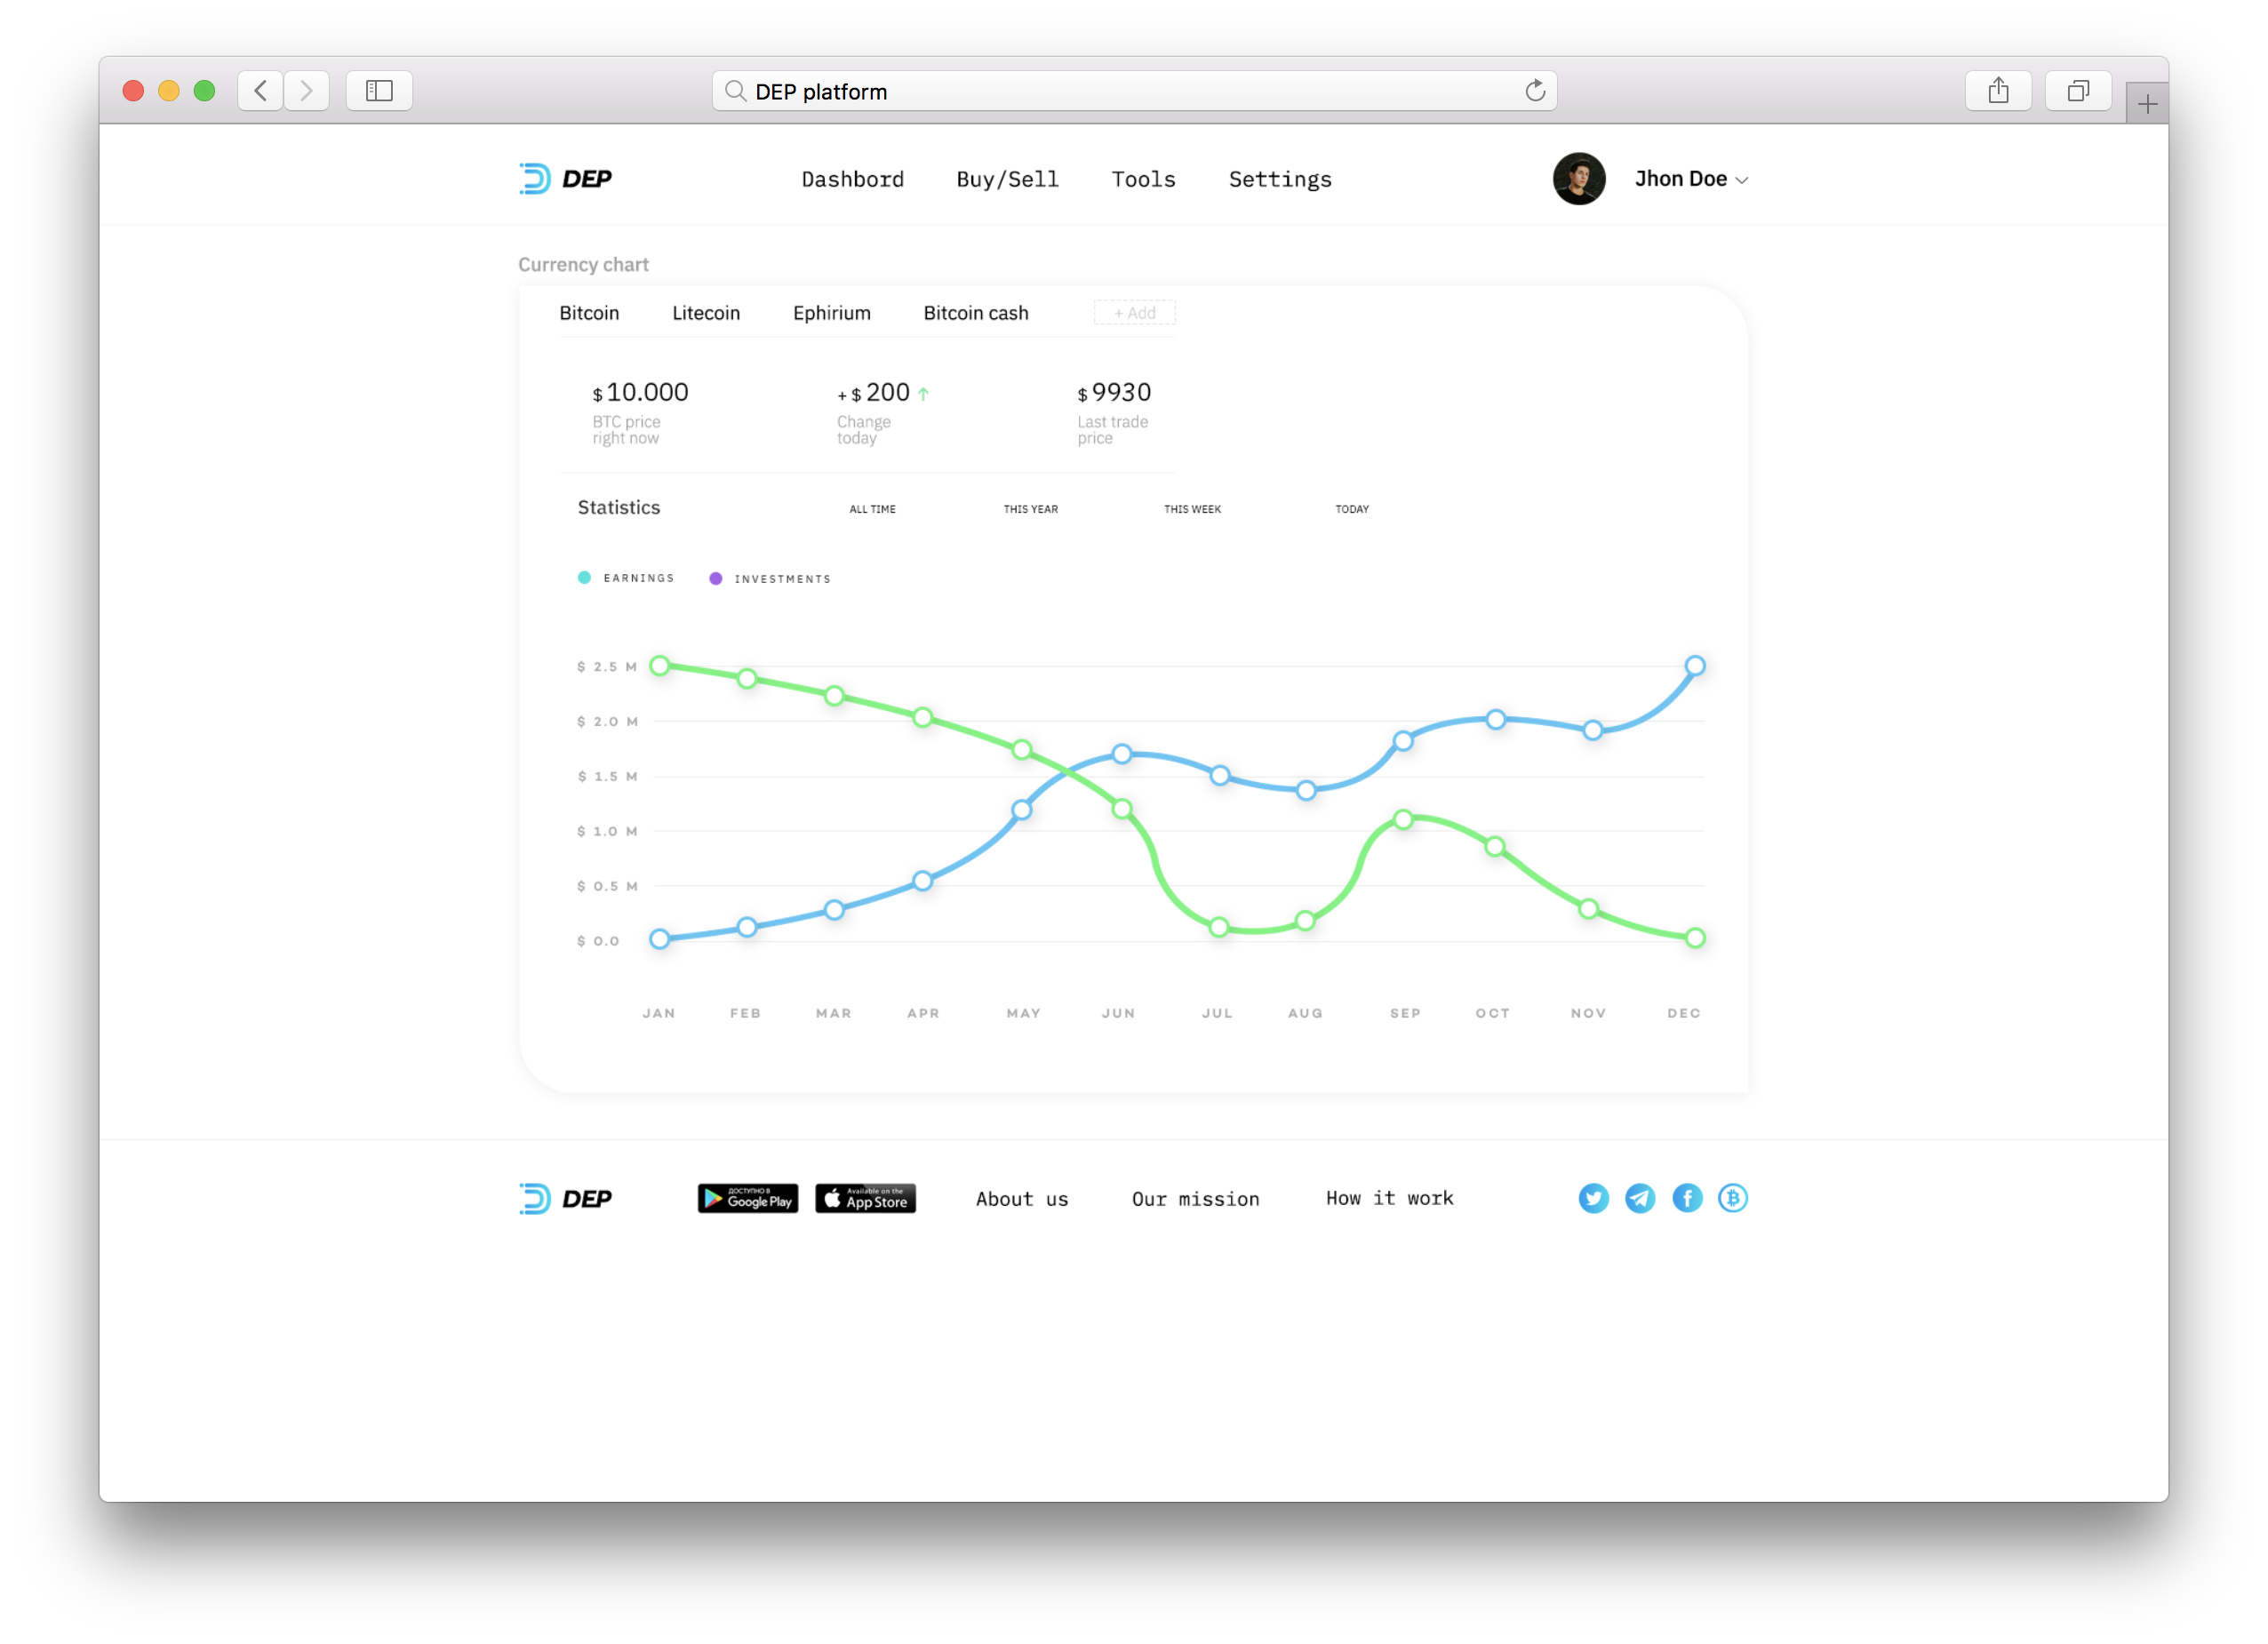 DEP platform
DEP
Dashbord
Buy/Sell
Tools
Settings
Jhon Doe
Currency chart
Bitcoin
Litecoin
Ephirium
Bitcoin cash
+ Add
$ 10.000
BTC price
right now
+ $ 200
Change
today
$ 9930
Last trade
price
Statistics
ALL TIME
THIS YEAR
THIS WEEK
TODAY
EARNINGS
INVESTMENTS
$ 2.5 M
$ 2.0 M
$ 1.5 M
$ 1.0 M
$ 0.5 M
$ 0.0
JAN
FEB
MAR
APR
MAY
JUN
JUL
AUG
SEP
OCT
NOV
DEC
DEP
ДОСТУПНО В
Google Play
Available on the
App Store
About us
Our mission
How it work